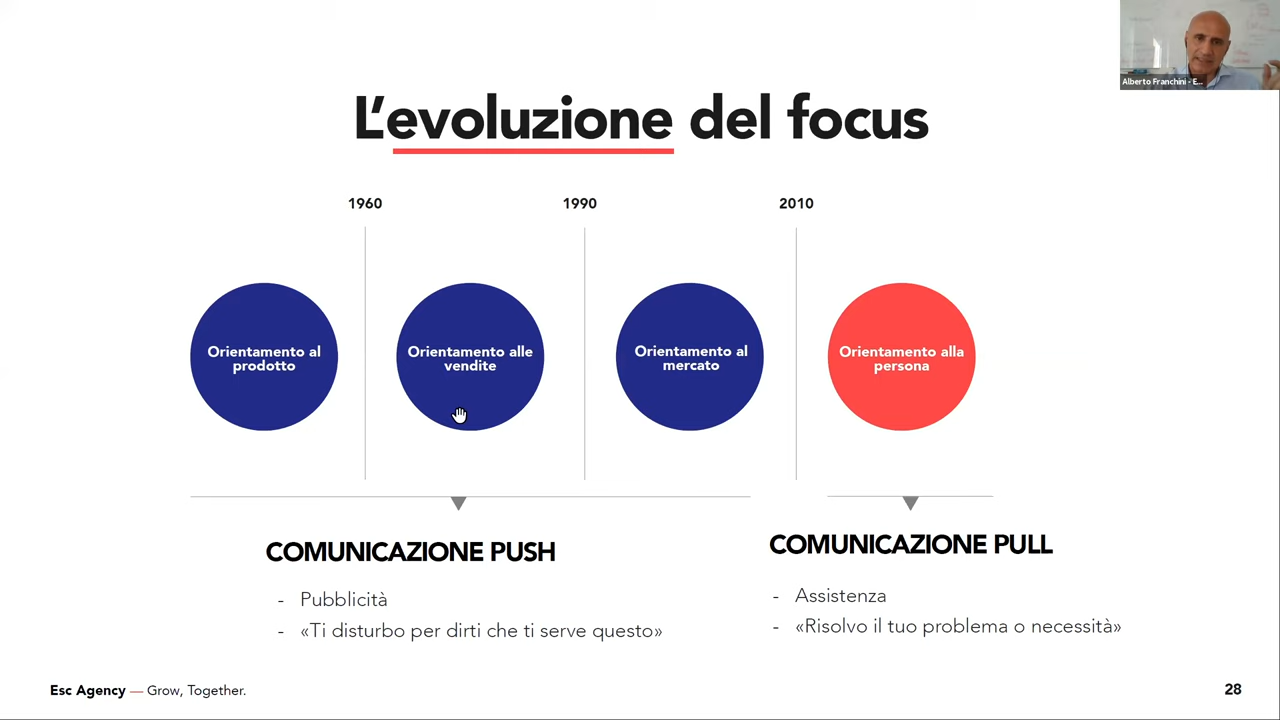 Alberto Franchini - E...
L'evoluzione del focus
1960
1990
2010
Orientamento al
prodotto
Orientamento alle
vendite
Orientamento al
mercato
Orientamento alla
persona
COMUNICAZIONE PUSH
- Pubblicità
- «Ti disturbo per dirti che ti serve questo»
COMUNICAZIONE PULL
- Assistenza
- «Risolvo il tuo problema o necessità»
Esc Agency — Grow, Together.
28